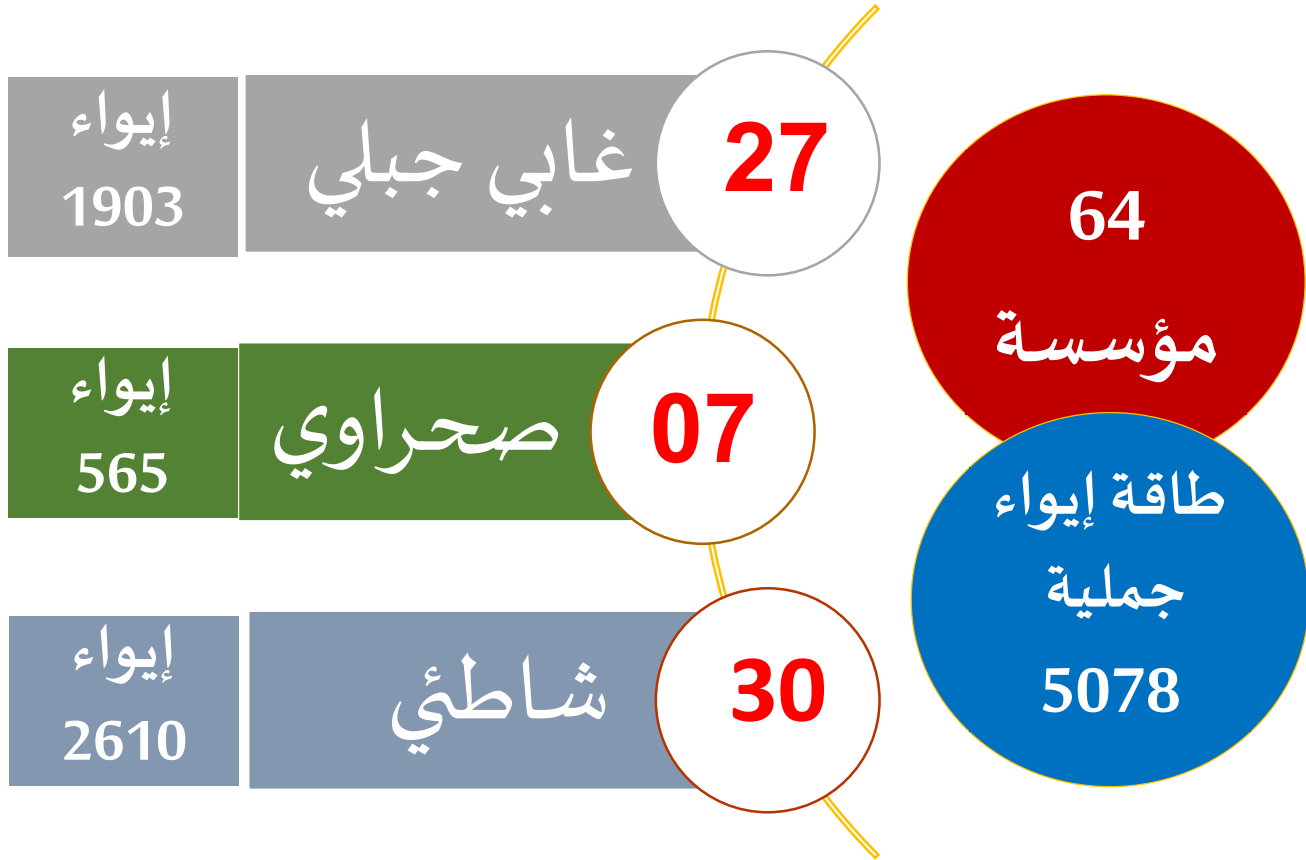 64
مؤسسة
طاقة إيواء
جملية
5078
27
غابي جبلي
إيواء
1903
07
صحراوي
إيواء
565
30
شاطئي
إيواء
2610